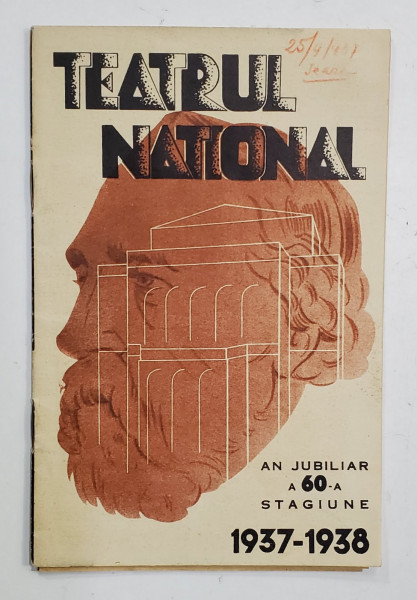 TEATRUL
NATIONAL
AN JUBILIAR
A 60-A
STAGIUNE
1937-1938